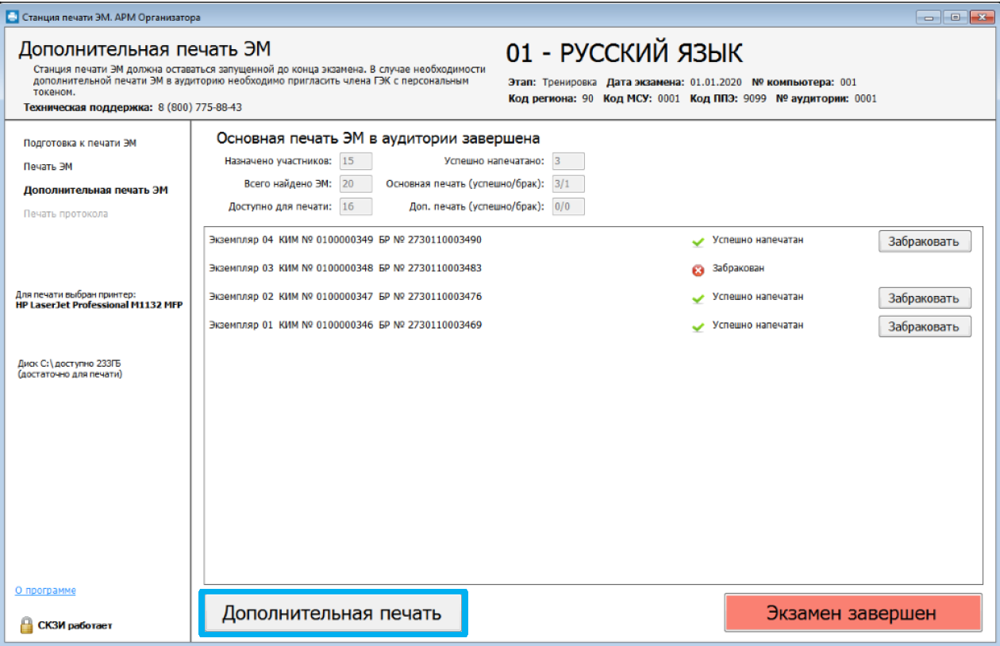 Станция печати ЭМ. АРМ Организатора
Дополнительная печать ЭМ
Станция печати ЭМ должна оставаться запущенной до конца экзамена. В случае необходимости
дополнительной печати ЭМ в аудиторию необходимо пригласить члена ГЭК с персональным
токеном.
Техническая поддержка: 8 (800) 775-88-43
01 - РУССКИЙ ЯЗЫК
Этап: Тренировка Дата экзамена: 01.01.2020 № компьютера: 001
Код региона: 90 Код МСУ: 0001 Код ППЭ: 9099 № аудитории: 0001
Подготовка к печати ЭМ
Печать ЭМ
Дополнительная печать ЭМ
Печать протокола
Для печати выбран принтер:
HP LaserJet Professional M1132 MFP
Диск C:\ доступно 233ГБ
(достаточно для печати)
О программе
СКЗИ работает
Основная печать ЭМ в аудитории завершена
Назначено участников: 15 Успешно напечатано: 3
Всего найдено ЭМ: 20 Основная печать (успешно/брак): 3/1
Доступно для печати: 16 Доп. печать (успешно/брак): 0/0
Экземпляр 04 КИМ № 0100000349 БР № 2730110003490 Успешно напечатан Забраковать
Экземпляр 03 КИМ № 0100000348 БР № 2730110003483 Забракован
Экземпляр 02 КИМ № 0100000347 БР № 2730110003476 Успешно напечатан Забраковать
Экземпляр 01 КИМ № 0100000346 БР № 2730110003469 Успешно напечатан Забраковать
Дополнительная печать Экзамен завершен